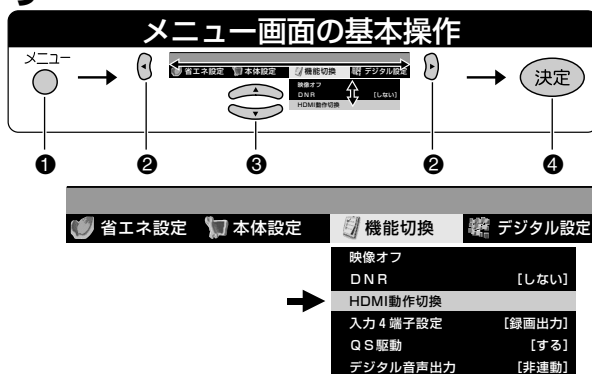 メニュー画面の基本操作
メニュー
省エネ設定 本体設定 機能切換 デジタル設定
映像オフ
DNR [しない]
HDMI動作切換
決定
❶ ❷ ❸ ❷ ❹
省エネ設定 本体設定 機能切換 デジタル設定
映像オフ
DNR [しない]
HDMI動作切換
入力4端子設定 [録画出力]
QS駆動 [する]
デジタル音声出力 [非連動]